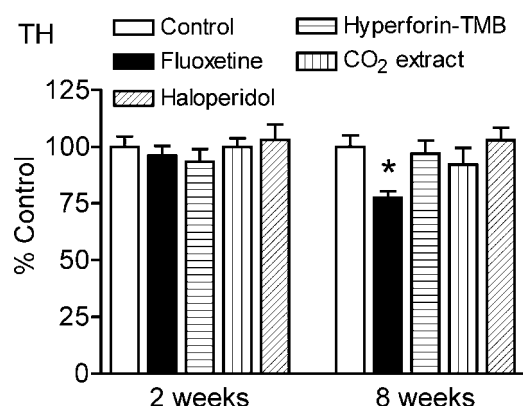 TH
Control
Fluoxetine
Haloperidol
Hyperforin-TMB
CO₂ extract
% Control
125
100
75
50
25
0
*
2 weeks
8 weeks